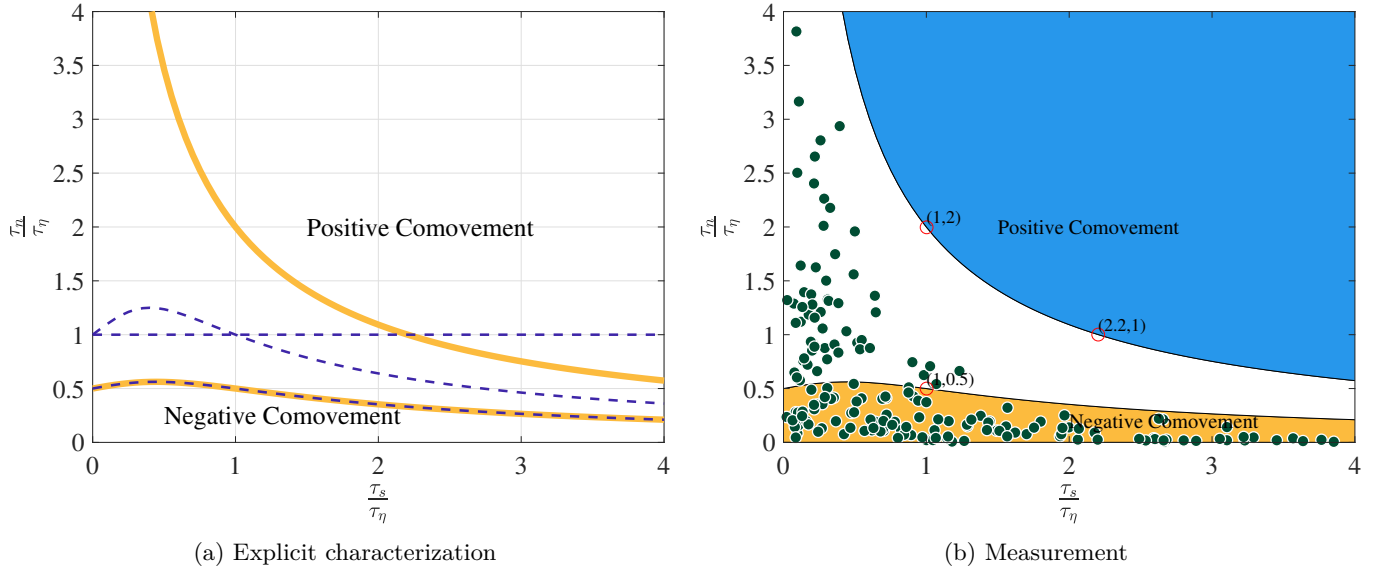 4
3.5
3
2.5
2
1.5
1
0.5
0
τ_n/τ_η
Positive Comovement
Negative Comovement
0 1 2 3 4
τ_s/τ_η
(a) Explicit characterization
4
3.5
3
2.5
2
1.5
1
0.5
0
τ_n/τ_η
(1,2)
Positive Comovement
(2.2,1)
(1,0.5)
Negative Comovement
0 1 2 3 4
τ_s/τ_η
(b) Measurement